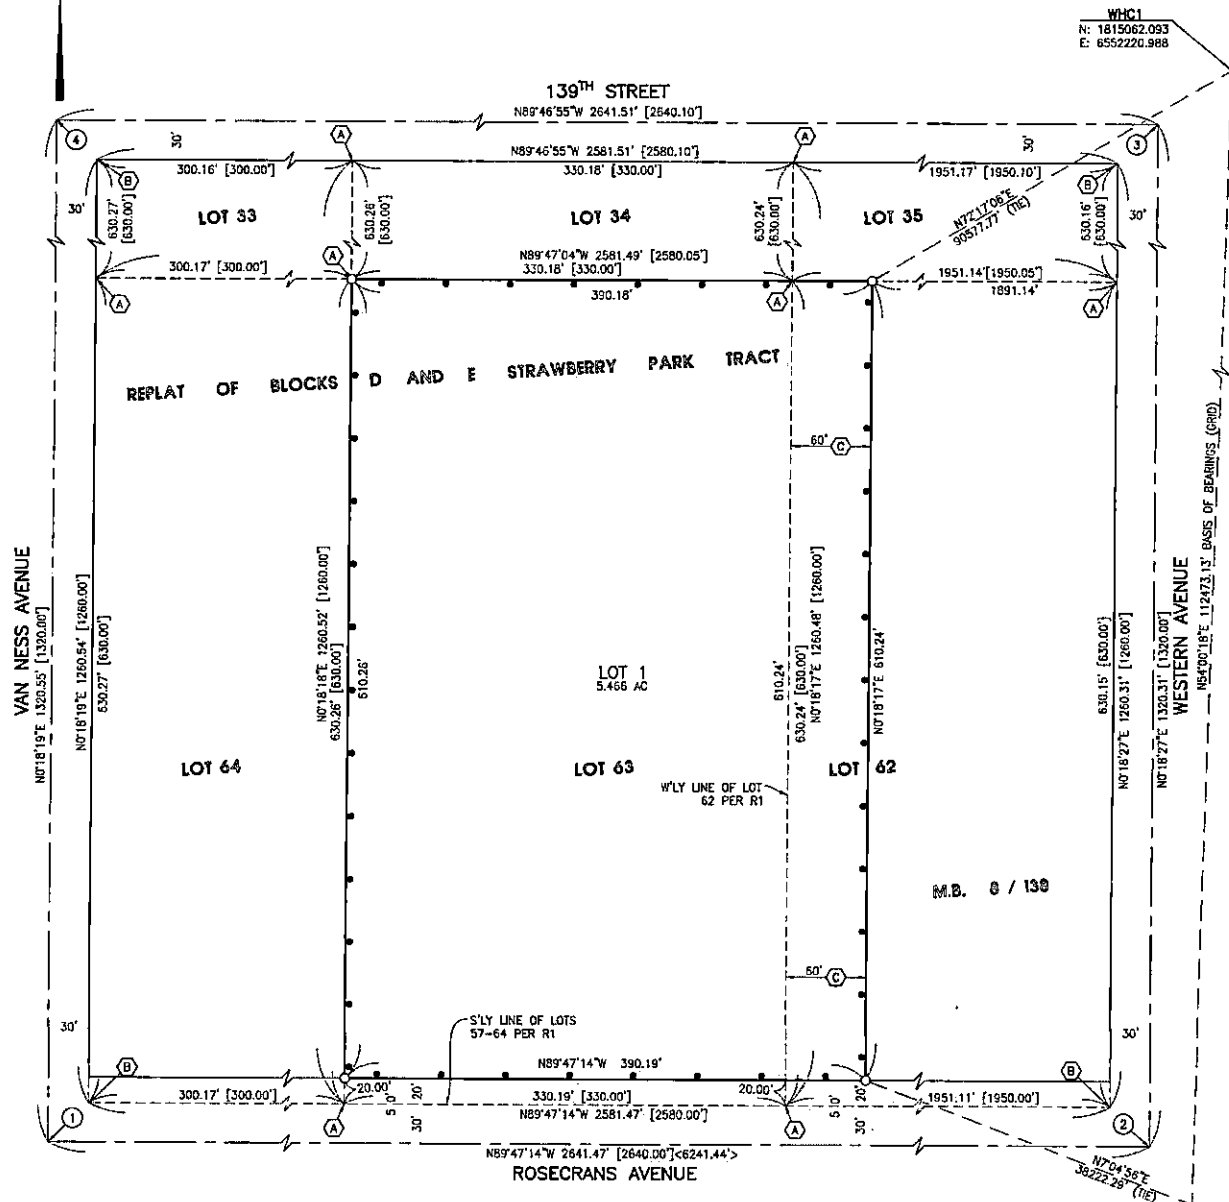 WHC1
N: 1815062.093
E: 6552220.988
139TH STREET
N89°46'55"W 2641.51' [2640.10']
4
A
A
3
30'
N89°46'55"W 2581.51' [2580.10']
30'
300.16' [300.00']
330.18' [330.00']
1951.17' [1950.10']
B
B
30'
630.27'
[630.00']
LOT 33
630.26'
[630.00']
LOT 34
630.24'
[630.00']
LOT 35
N72°17'06"E
90577.77' (TIE)
630.16'
[630.00']
30'
N89°47'04"W 2581.49' [2580.05']
300.17' [300.00']
A
330.18' [330.00']
1951.14' [1950.05']
A
390.18'
A
1891.14'
A
REPLAT OF BLOCKS D AND E STRAWBERRY PARK TRACT
60'
C
VAN NESS AVENUE
N0°18'19"E 1320.55' [1320.00']
N0°18'19"E 1260.54' [1260.00']
630.27' [630.00']
N0°18'18"E 1260.52' [1260.00']
630.26' [630.00']
610.26'
LOT 1
5.466 AC
610.24'
630.24' [630.00']
N0°18'17"E 1260.48' [1260.00']
N0°18'17"E 610.24'
630.15' [630.00']
N0°18'27"E 1260.31' [1260.00']
N0°18'27"E 1320.31' [1320.00']
WESTERN AVENUE
N54°00'18"E 112473.13' BASIS OF BEARINGS (GRID)
LOT 64
LOT 63
LOT 62
W'LY LINE OF LOT
62 PER R1
M.B. 8 / 138
60'
C
S'LY LINE OF LOTS
57-64 PER R1
30'
30'
B
N89°47'14"W 390.19'
B
20.00'
20.00'
300.17' [300.00']
5.0'
20'
330.19' [330.00']
5.0'
20'
1951.11' [1950.00']
N89°47'14"W 2581.47' [2580.00']
1
A
30'
A
30'
2
N89°47'14"W 2641.47' [2640.00']<6241.44'>
ROSECRANS AVENUE
N7°04'56"E
38222.29' (TIE)